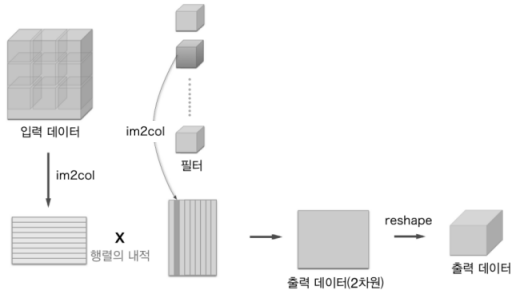 입력 데이터
im2col
필터
im2col
X
행렬의 내적
reshape
출력 데이터(2차원)
출력 데이터